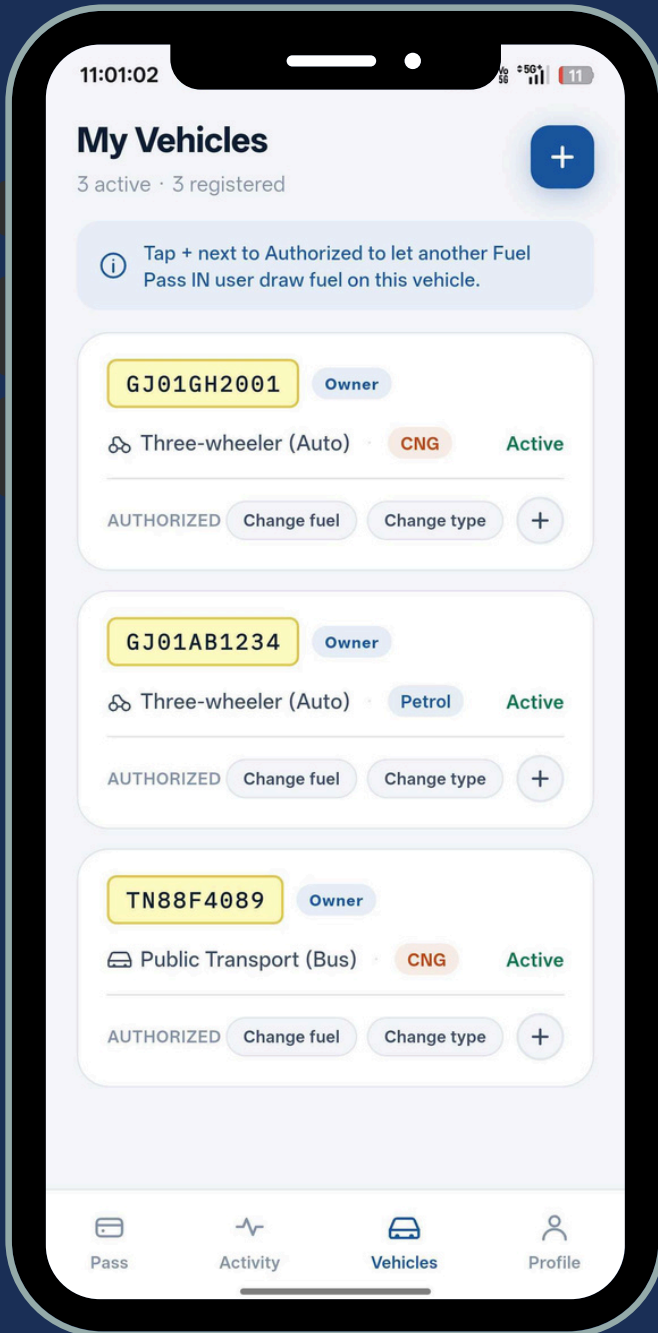 11:01:02
Vo 5G 5G+ 11
My Vehicles
3 active · 3 registered
Tap + next to Authorized to let another Fuel
Pass IN user draw fuel on this vehicle.
GJ01GH2001 Owner
Three-wheeler (Auto) · CNG Active
AUTHORIZED Change fuel Change type +
GJ01AB1234 Owner
Three-wheeler (Auto) · Petrol Active
AUTHORIZED Change fuel Change type +
TN88F4089 Owner
Public Transport (Bus) · CNG Active
AUTHORIZED Change fuel Change type +
Pass Activity Vehicles Profile